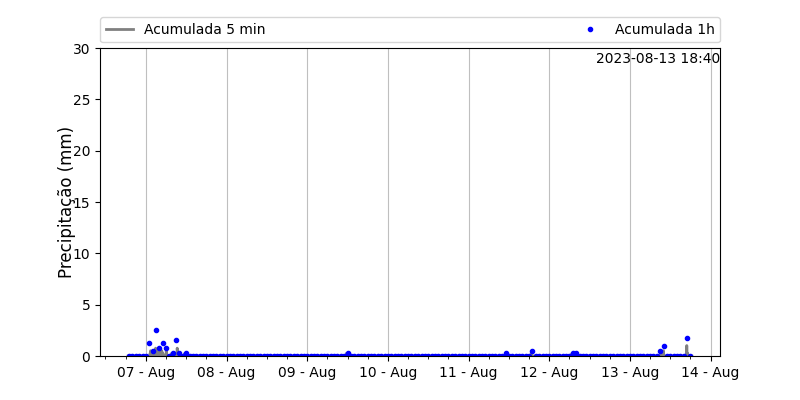 Acumulada 5 min Acumulada 1h
2023-08-13 18:40
Precipitação (mm)
30
25
20
15
10
5
0
07 - Aug 08 - Aug 09 - Aug 10 - Aug 11 - Aug 12 - Aug 13 - Aug 14 - Aug